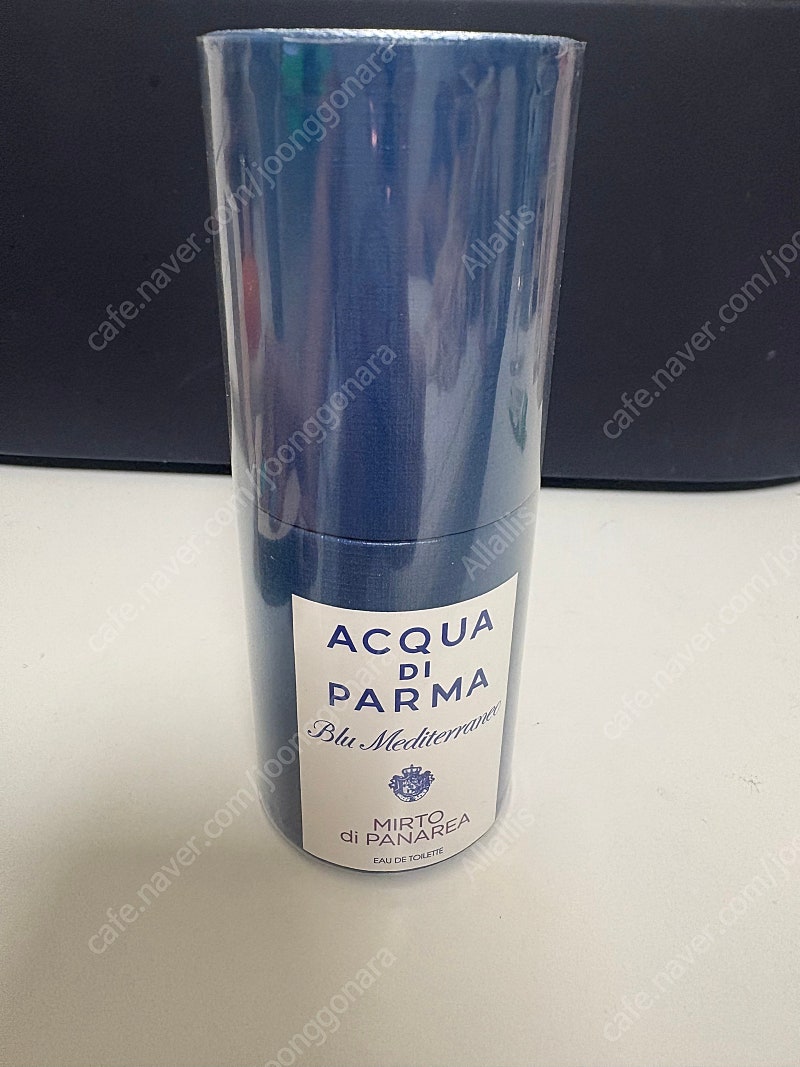 ACQUA
DI
PARMA
Blu Mediterraneo
MIRTO
di PANAREA
EAU DE TOILETTE
cafe.naver.com/joonggonara
Allallis